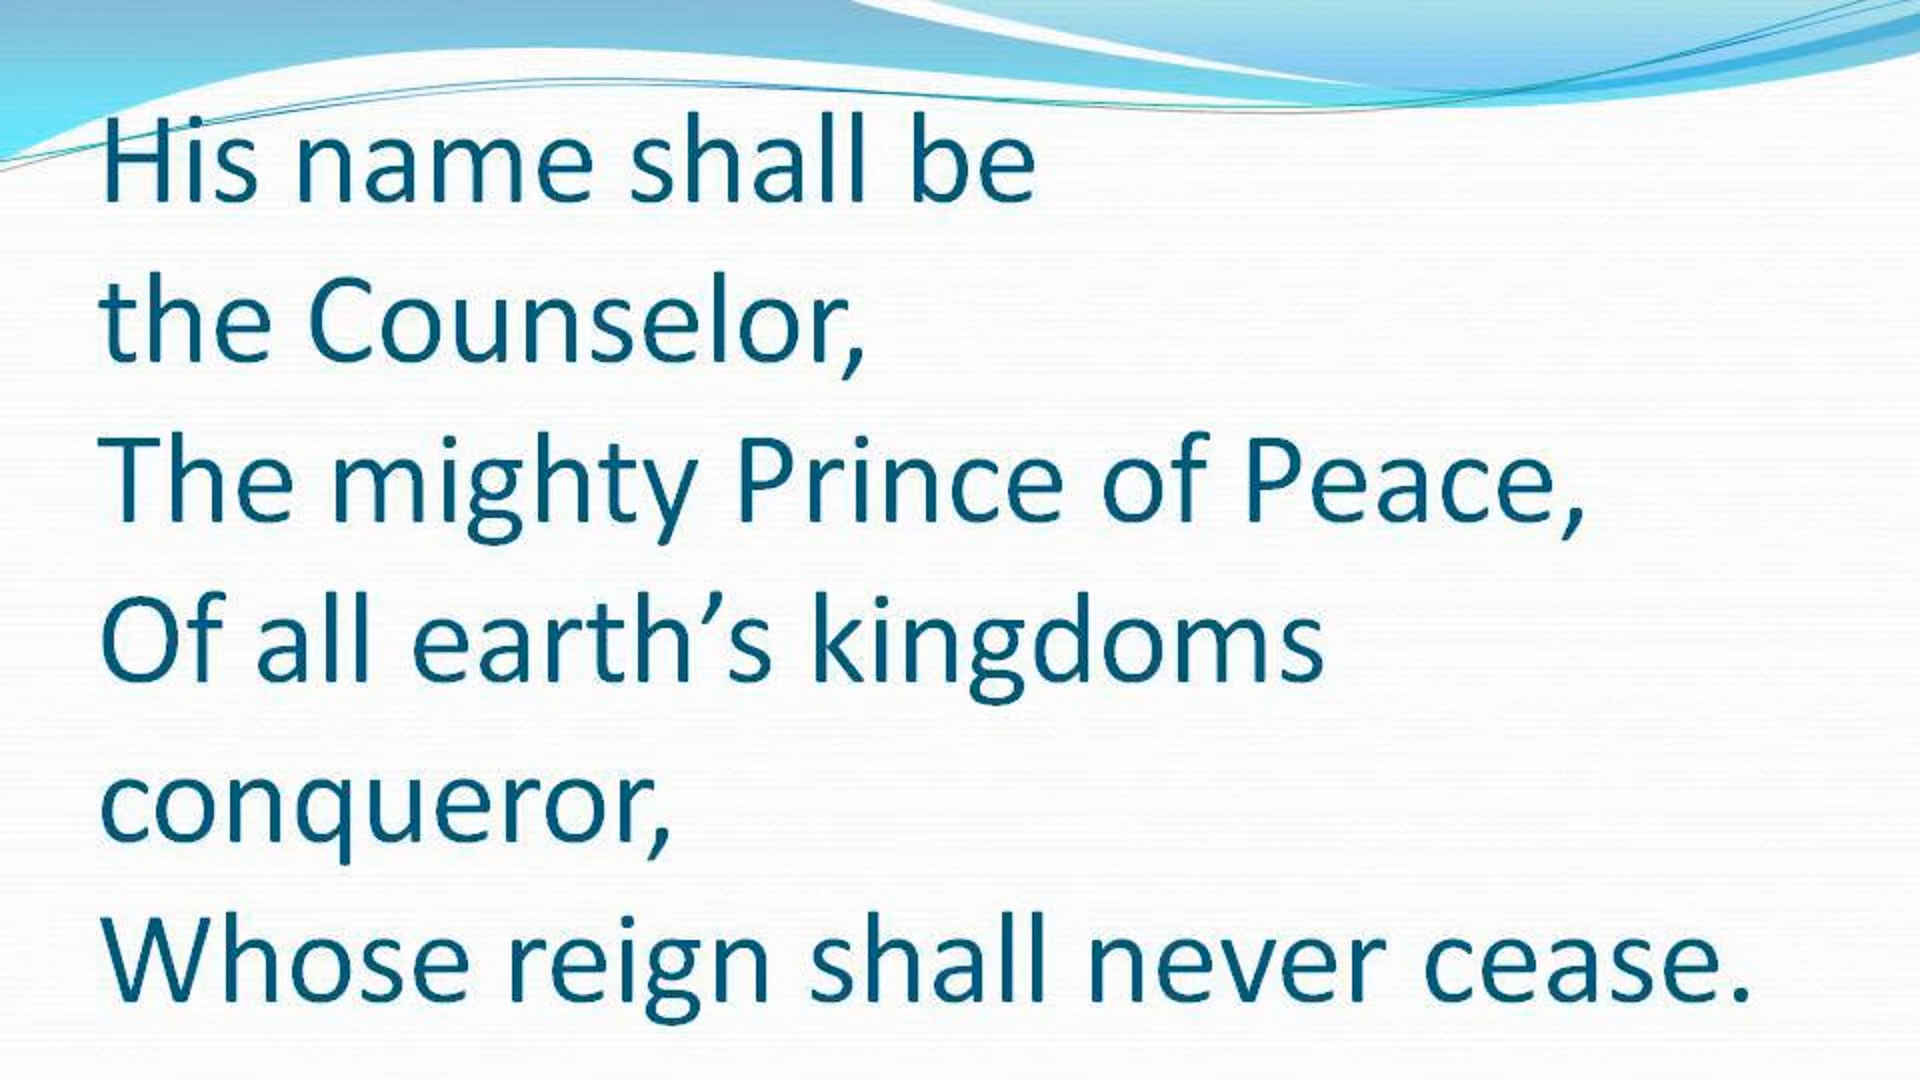 His name shall be
the Counselor,
The mighty Prince of Peace,
Of all earth’s kingdoms
conqueror,
Whose reign shall never cease.